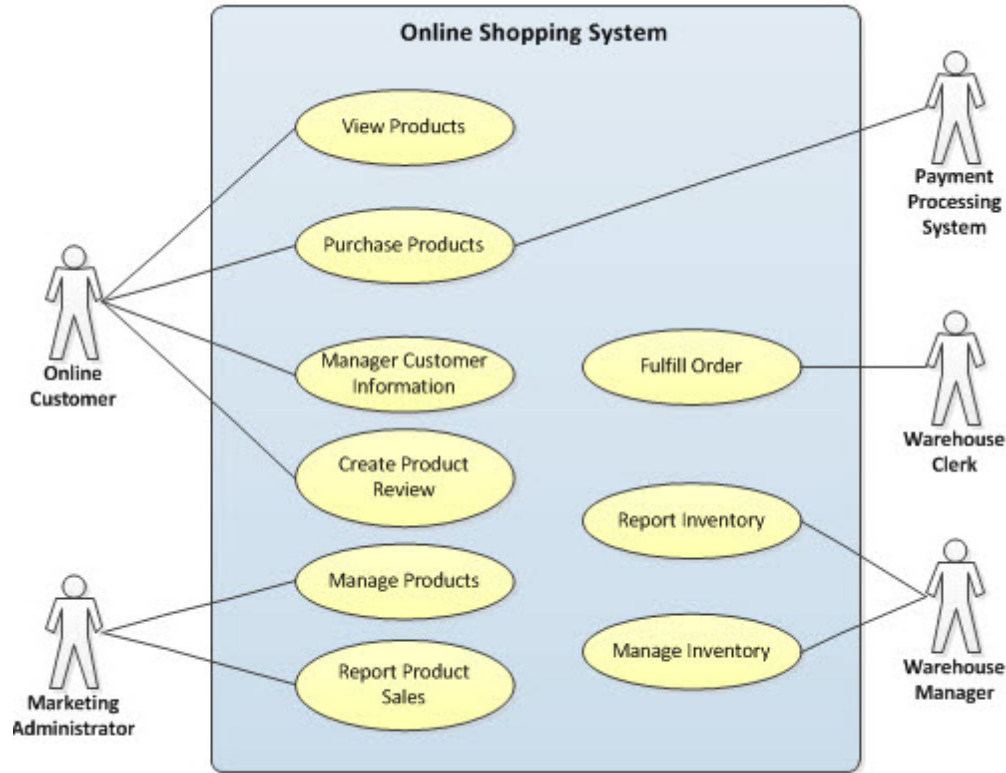 Online Shopping System
View Products
Purchase Products
Manager Customer
Information
Create Product
Review
Manage Products
Report Product
Sales
Fulfill Order
Report Inventory
Manage Inventory
Online
Customer
Marketing
Administrator
Payment
Processing
System
Warehouse
Clerk
Warehouse
Manager